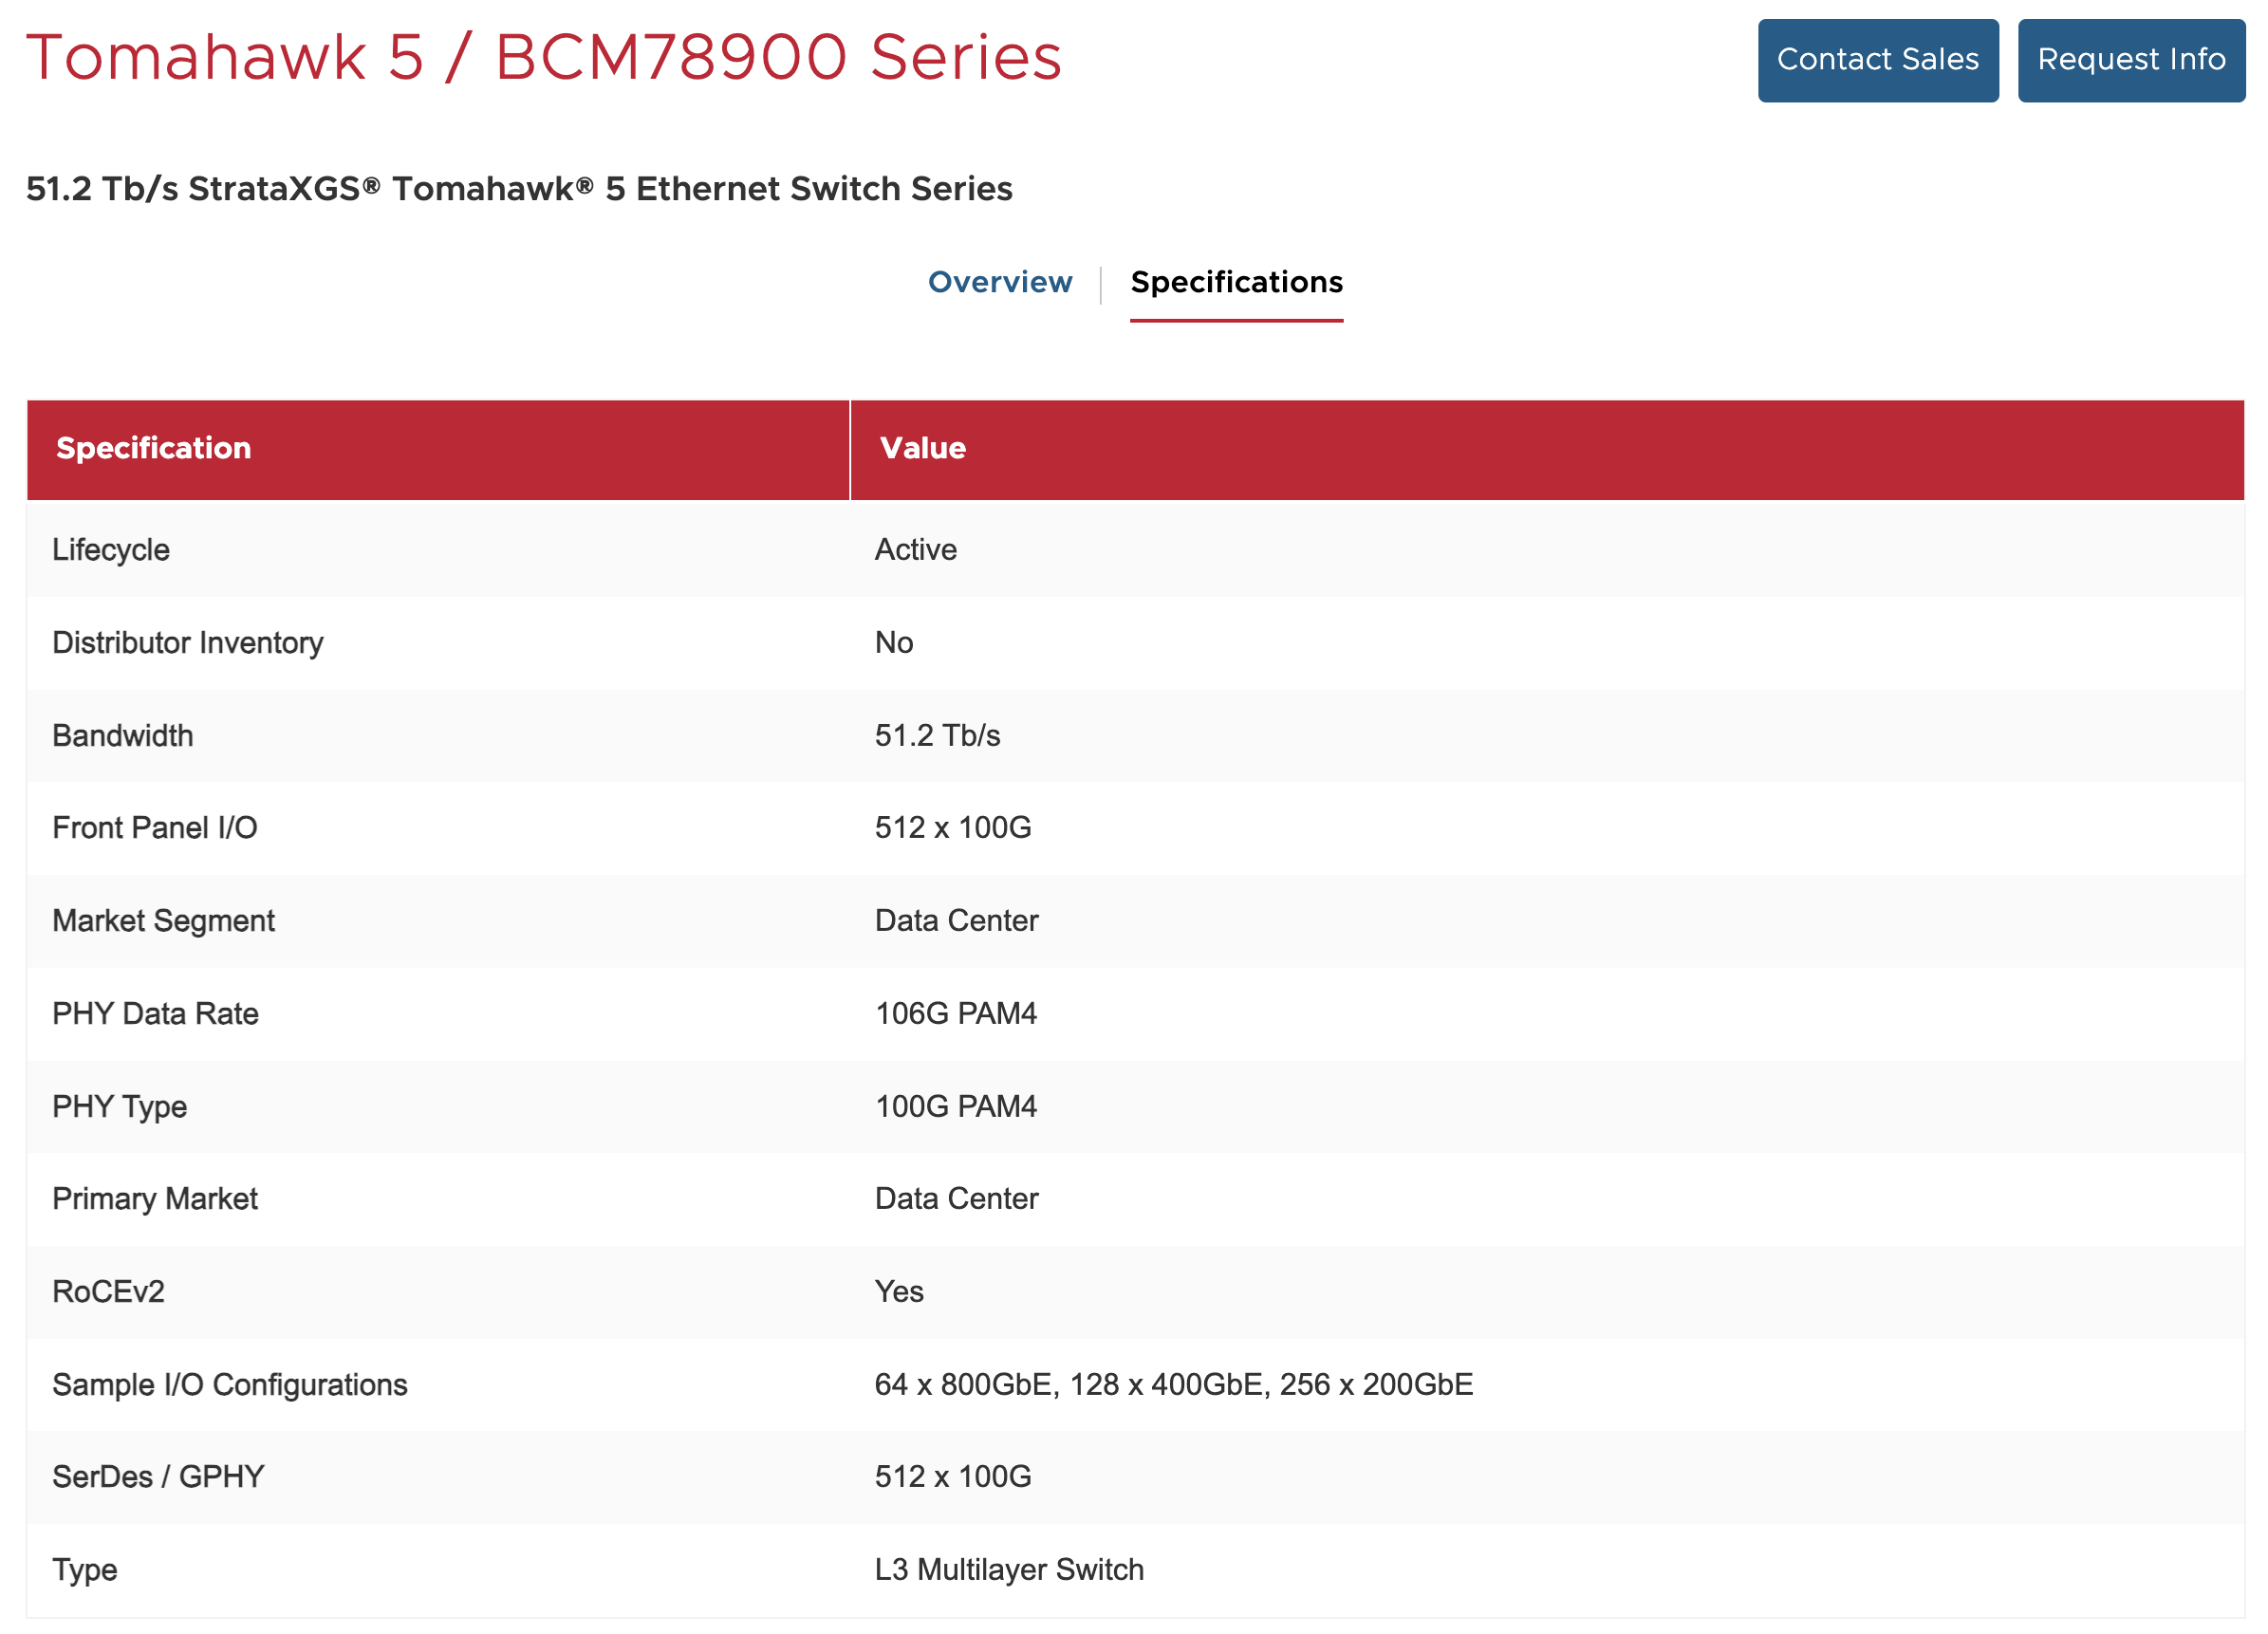 Tomahawk 5 / BCM78900 Series
Contact Sales
Request Info
51.2 Tb/s StrataXGS® Tomahawk® 5 Ethernet Switch Series
Overview
Specifications
Specification Value
Lifecycle Active
Distributor Inventory No
Bandwidth 51.2 Tb/s
Front Panel I/O 512 x 100G
Market Segment Data Center
PHY Data Rate 106G PAM4
PHY Type 100G PAM4
Primary Market Data Center
RoCEv2 Yes
Sample I/O Configurations 64 x 800GbE, 128 x 400GbE, 256 x 200GbE
SerDes / GPHY 512 x 100G
Type L3 Multilayer Switch